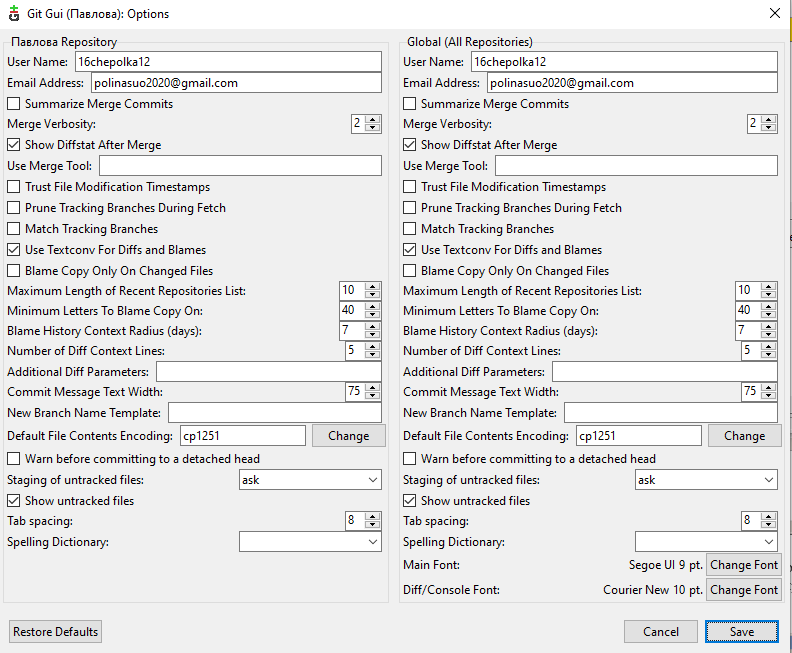 Git Gui (Павлова): Options
Павлова Repository
User Name: 16chepolka12
Email Address: polinasuo2020@gmail.com
Summarize Merge Commits
Merge Verbosity: 2
Show Diffstat After Merge
Use Merge Tool:
Trust File Modification Timestamps
Prune Tracking Branches During Fetch
Match Tracking Branches
Use Textconv For Diffs and Blames
Blame Copy Only On Changed Files
Maximum Length of Recent Repositories List: 10
Minimum Letters To Blame Copy On: 40
Blame History Context Radius (days): 7
Number of Diff Context Lines: 5
Additional Diff Parameters:
Commit Message Text Width: 75
New Branch Name Template:
Default File Contents Encoding: cp1251 Change
Warn before committing to a detached head
Staging of untracked files: ask
Show untracked files
Tab spacing: 8
Spelling Dictionary:
Global (All Repositories)
User Name: 16chepolka12
Email Address: polinasuo2020@gmail.com
Summarize Merge Commits
Merge Verbosity: 2
Show Diffstat After Merge
Use Merge Tool:
Trust File Modification Timestamps
Prune Tracking Branches During Fetch
Match Tracking Branches
Use Textconv For Diffs and Blames
Blame Copy Only On Changed Files
Maximum Length of Recent Repositories List: 10
Minimum Letters To Blame Copy On: 40
Blame History Context Radius (days): 7
Number of Diff Context Lines: 5
Additional Diff Parameters:
Commit Message Text Width: 75
New Branch Name Template:
Default File Contents Encoding: cp1251 Change
Warn before committing to a detached head
Staging of untracked files: ask
Show untracked files
Tab spacing: 8
Spelling Dictionary:
Main Font: Segoe UI 9 pt. Change Font
Diff/Console Font: Courier New 10 pt. Change Font
Restore Defaults Cancel Save